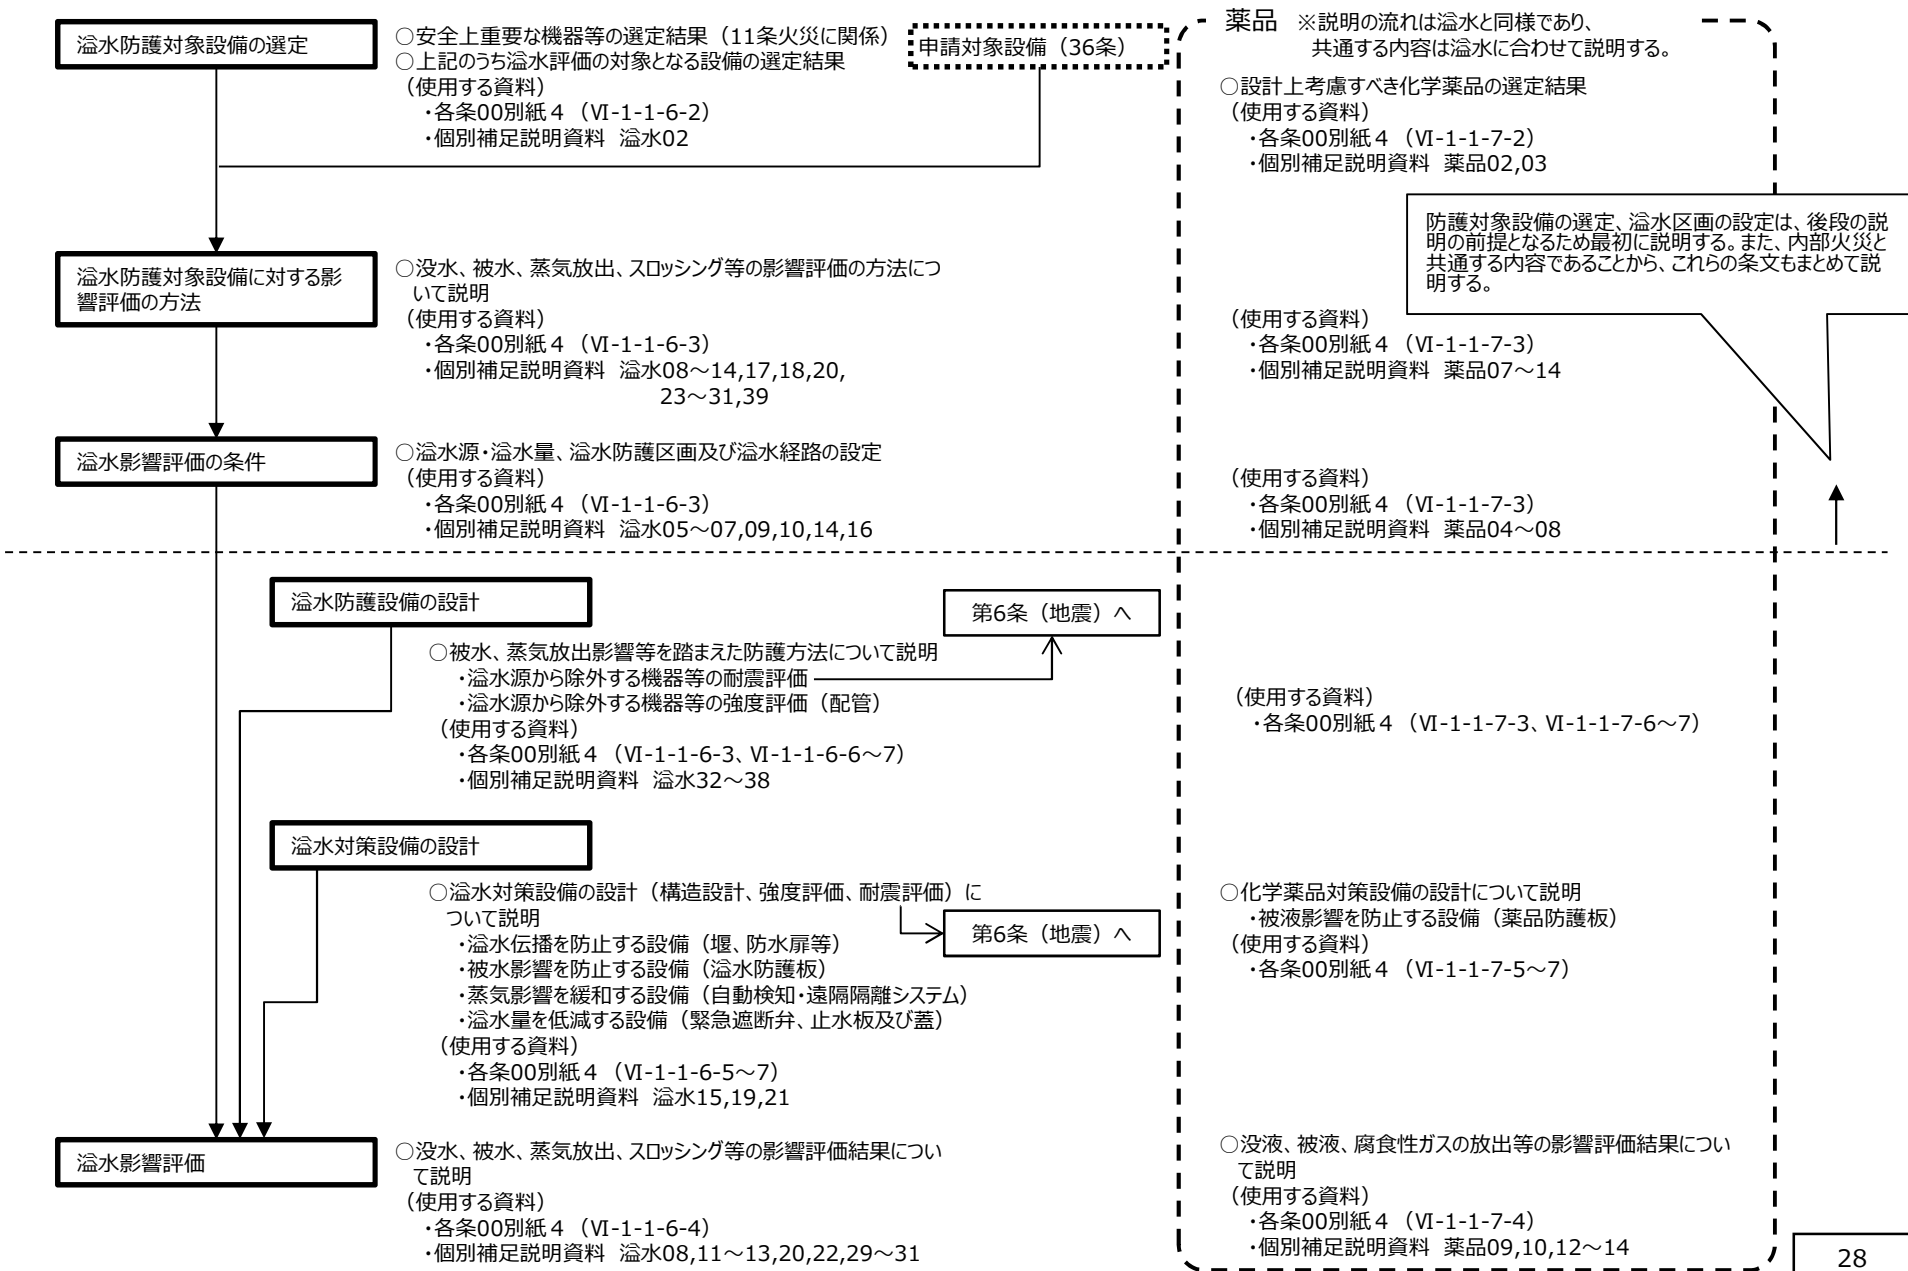 溢水防護対象設備の選定
○安全上重要な機器等の選定結果（11条火災に関係）
○上記のうち溢水評価の対象となる設備の選定結果
（使用する資料）
・各条00別紙４（Ⅵ-1-1-6-2）
・個別補足説明資料 溢水02
申請対象設備（36条）
薬品 ※説明の流れは溢水と同様であり、
共通する内容は溢水に合わせて説明する。
○設計上考慮すべき化学薬品の選定結果
（使用する資料）
・各条00別紙４（Ⅵ-1-1-7-2）
・個別補足説明資料 薬品02,03
防護対象設備の選定、溢水区画の設定は、後段の説
明の前提となるため最初に説明する。また、内部火災と
共通する内容であることから、これらの条文もまとめて説
明する。
溢水防護対象設備に対する影
響評価の方法
○没水、被水、蒸気放出、スロッシング等の影響評価の方法につ
いて説明
（使用する資料）
・各条00別紙４（Ⅵ-1-1-6-3）
・個別補足説明資料 溢水08～14,17,18,20,
23～31,39
（使用する資料）
・各条00別紙４（Ⅵ-1-1-7-3）
・個別補足説明資料 薬品07～14
溢水影響評価の条件
○溢水源・溢水量、溢水防護区画及び溢水経路の設定
（使用する資料）
・各条00別紙４（Ⅵ-1-1-6-3）
・個別補足説明資料 溢水05～07,09,10,14,16
（使用する資料）
・各条00別紙４（Ⅵ-1-1-7-3）
・個別補足説明資料 薬品04～08
溢水防護設備の設計
第6条（地震）へ
○被水、蒸気放出影響等を踏まえた防護方法について説明
・溢水源から除外する機器等の耐震評価
・溢水源から除外する機器等の強度評価（配管）
（使用する資料）
・各条00別紙４（Ⅵ-1-1-6-3、Ⅵ-1-1-6-6～7）
・個別補足説明資料 溢水32～38
（使用する資料）
・各条00別紙４（Ⅵ-1-1-7-3、Ⅵ-1-1-7-6～7）
溢水対策設備の設計
○溢水対策設備の設計（構造設計、強度評価、耐震評価）に
ついて説明
・溢水伝播を防止する設備（堰、防水扉等）
・被水影響を防止する設備（溢水防護板）
・蒸気影響を緩和する設備（自動検知・遠隔隔離システム）
・溢水量を低減する設備（緊急遮断弁、止水板及び蓋）
（使用する資料）
・各条00別紙４（Ⅵ-1-1-6-5～7）
・個別補足説明資料 溢水15,19,21
第6条（地震）へ
○化学薬品対策設備の設計について説明
・被液影響を防止する設備（薬品防護板）
（使用する資料）
・各条00別紙４（Ⅵ-1-1-7-5～7）
溢水影響評価
○没水、被水、蒸気放出、スロッシング等の影響評価結果につい
て説明
（使用する資料）
・各条00別紙４（Ⅵ-1-1-6-4）
・個別補足説明資料 溢水08,11～13,20,22,29～31
○没液、被液、腐食性ガスの放出等の影響評価結果につい
て説明
（使用する資料）
・各条00別紙４（Ⅵ-1-1-7-4）
・個別補足説明資料 薬品09,10,12～14
28